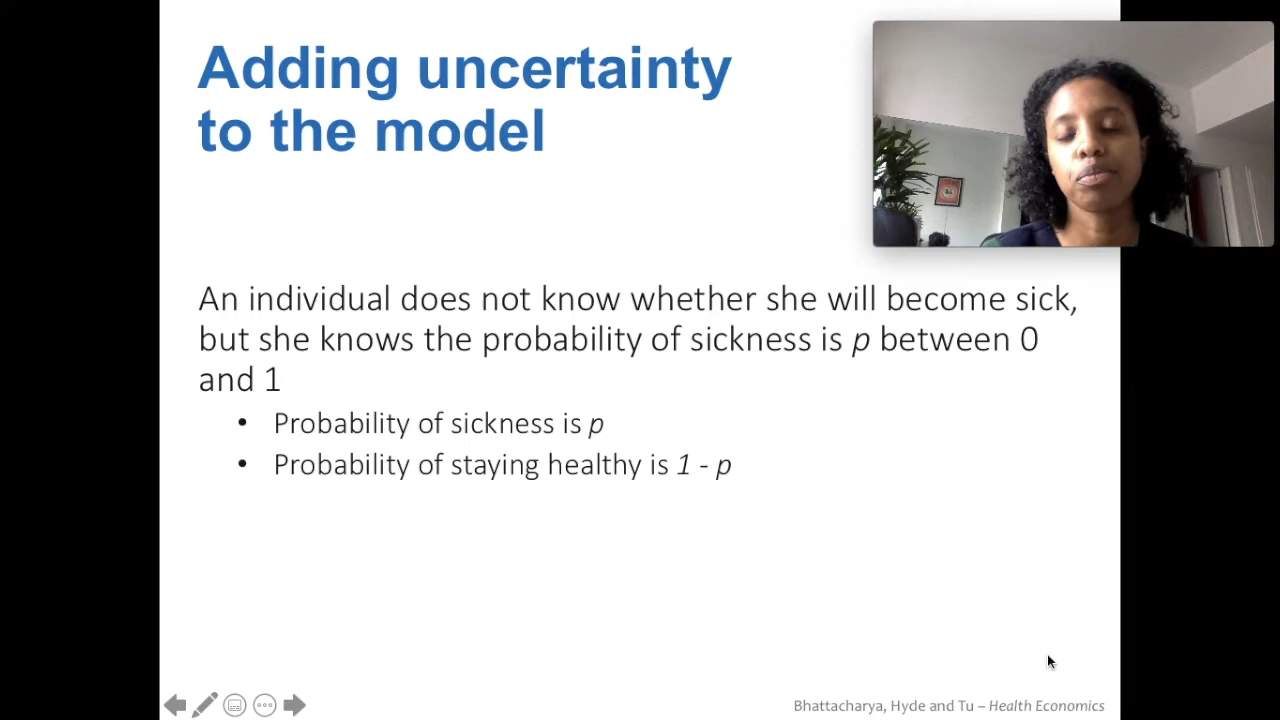 Adding uncertainty
to the model
An individual does not know whether she will become sick,
but she knows the probability of sickness is p between 0
and 1
• Probability of sickness is p
• Probability of staying healthy is 1 - p
Bhattacharya, Hyde and Tu – Health Economics